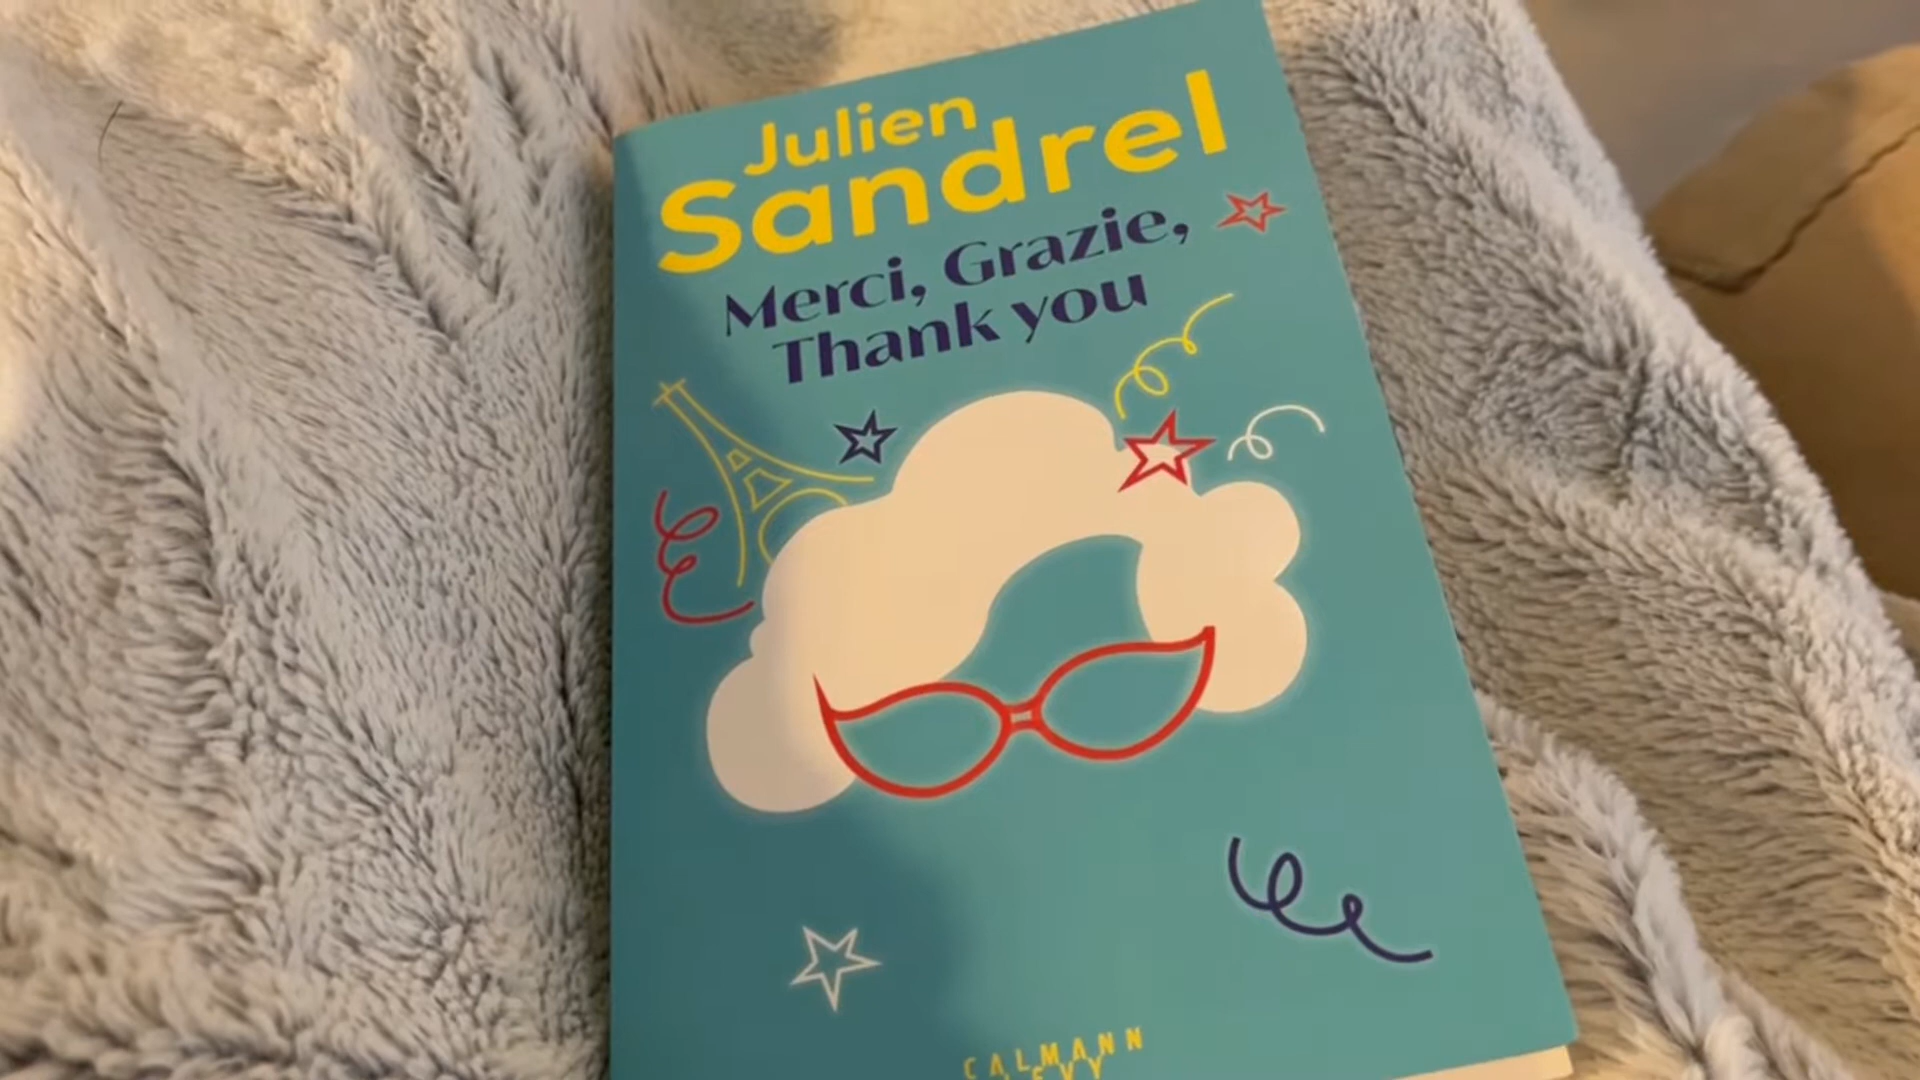 Julien
Sandrel
Merci, Grazie,
Thank you
CALMANN
LEVY